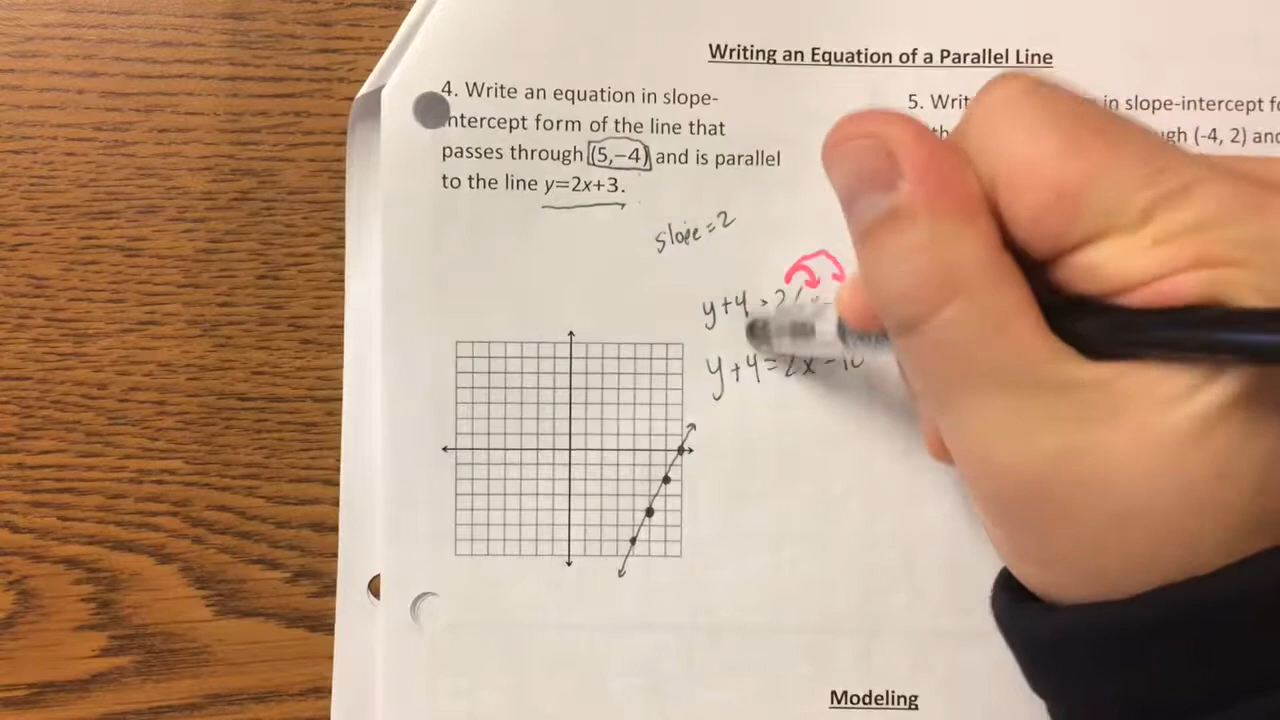 Writing an Equation of a Parallel Line
4. Write an equation in slope-
intercept form of the line that
passes through (5,−4) and is parallel
to the line y=2x+3.
5. Writ in slope-intercept
(-4, 2) and
slope=2
y+4 = 2(x-
y+4=2x-10
Modeling